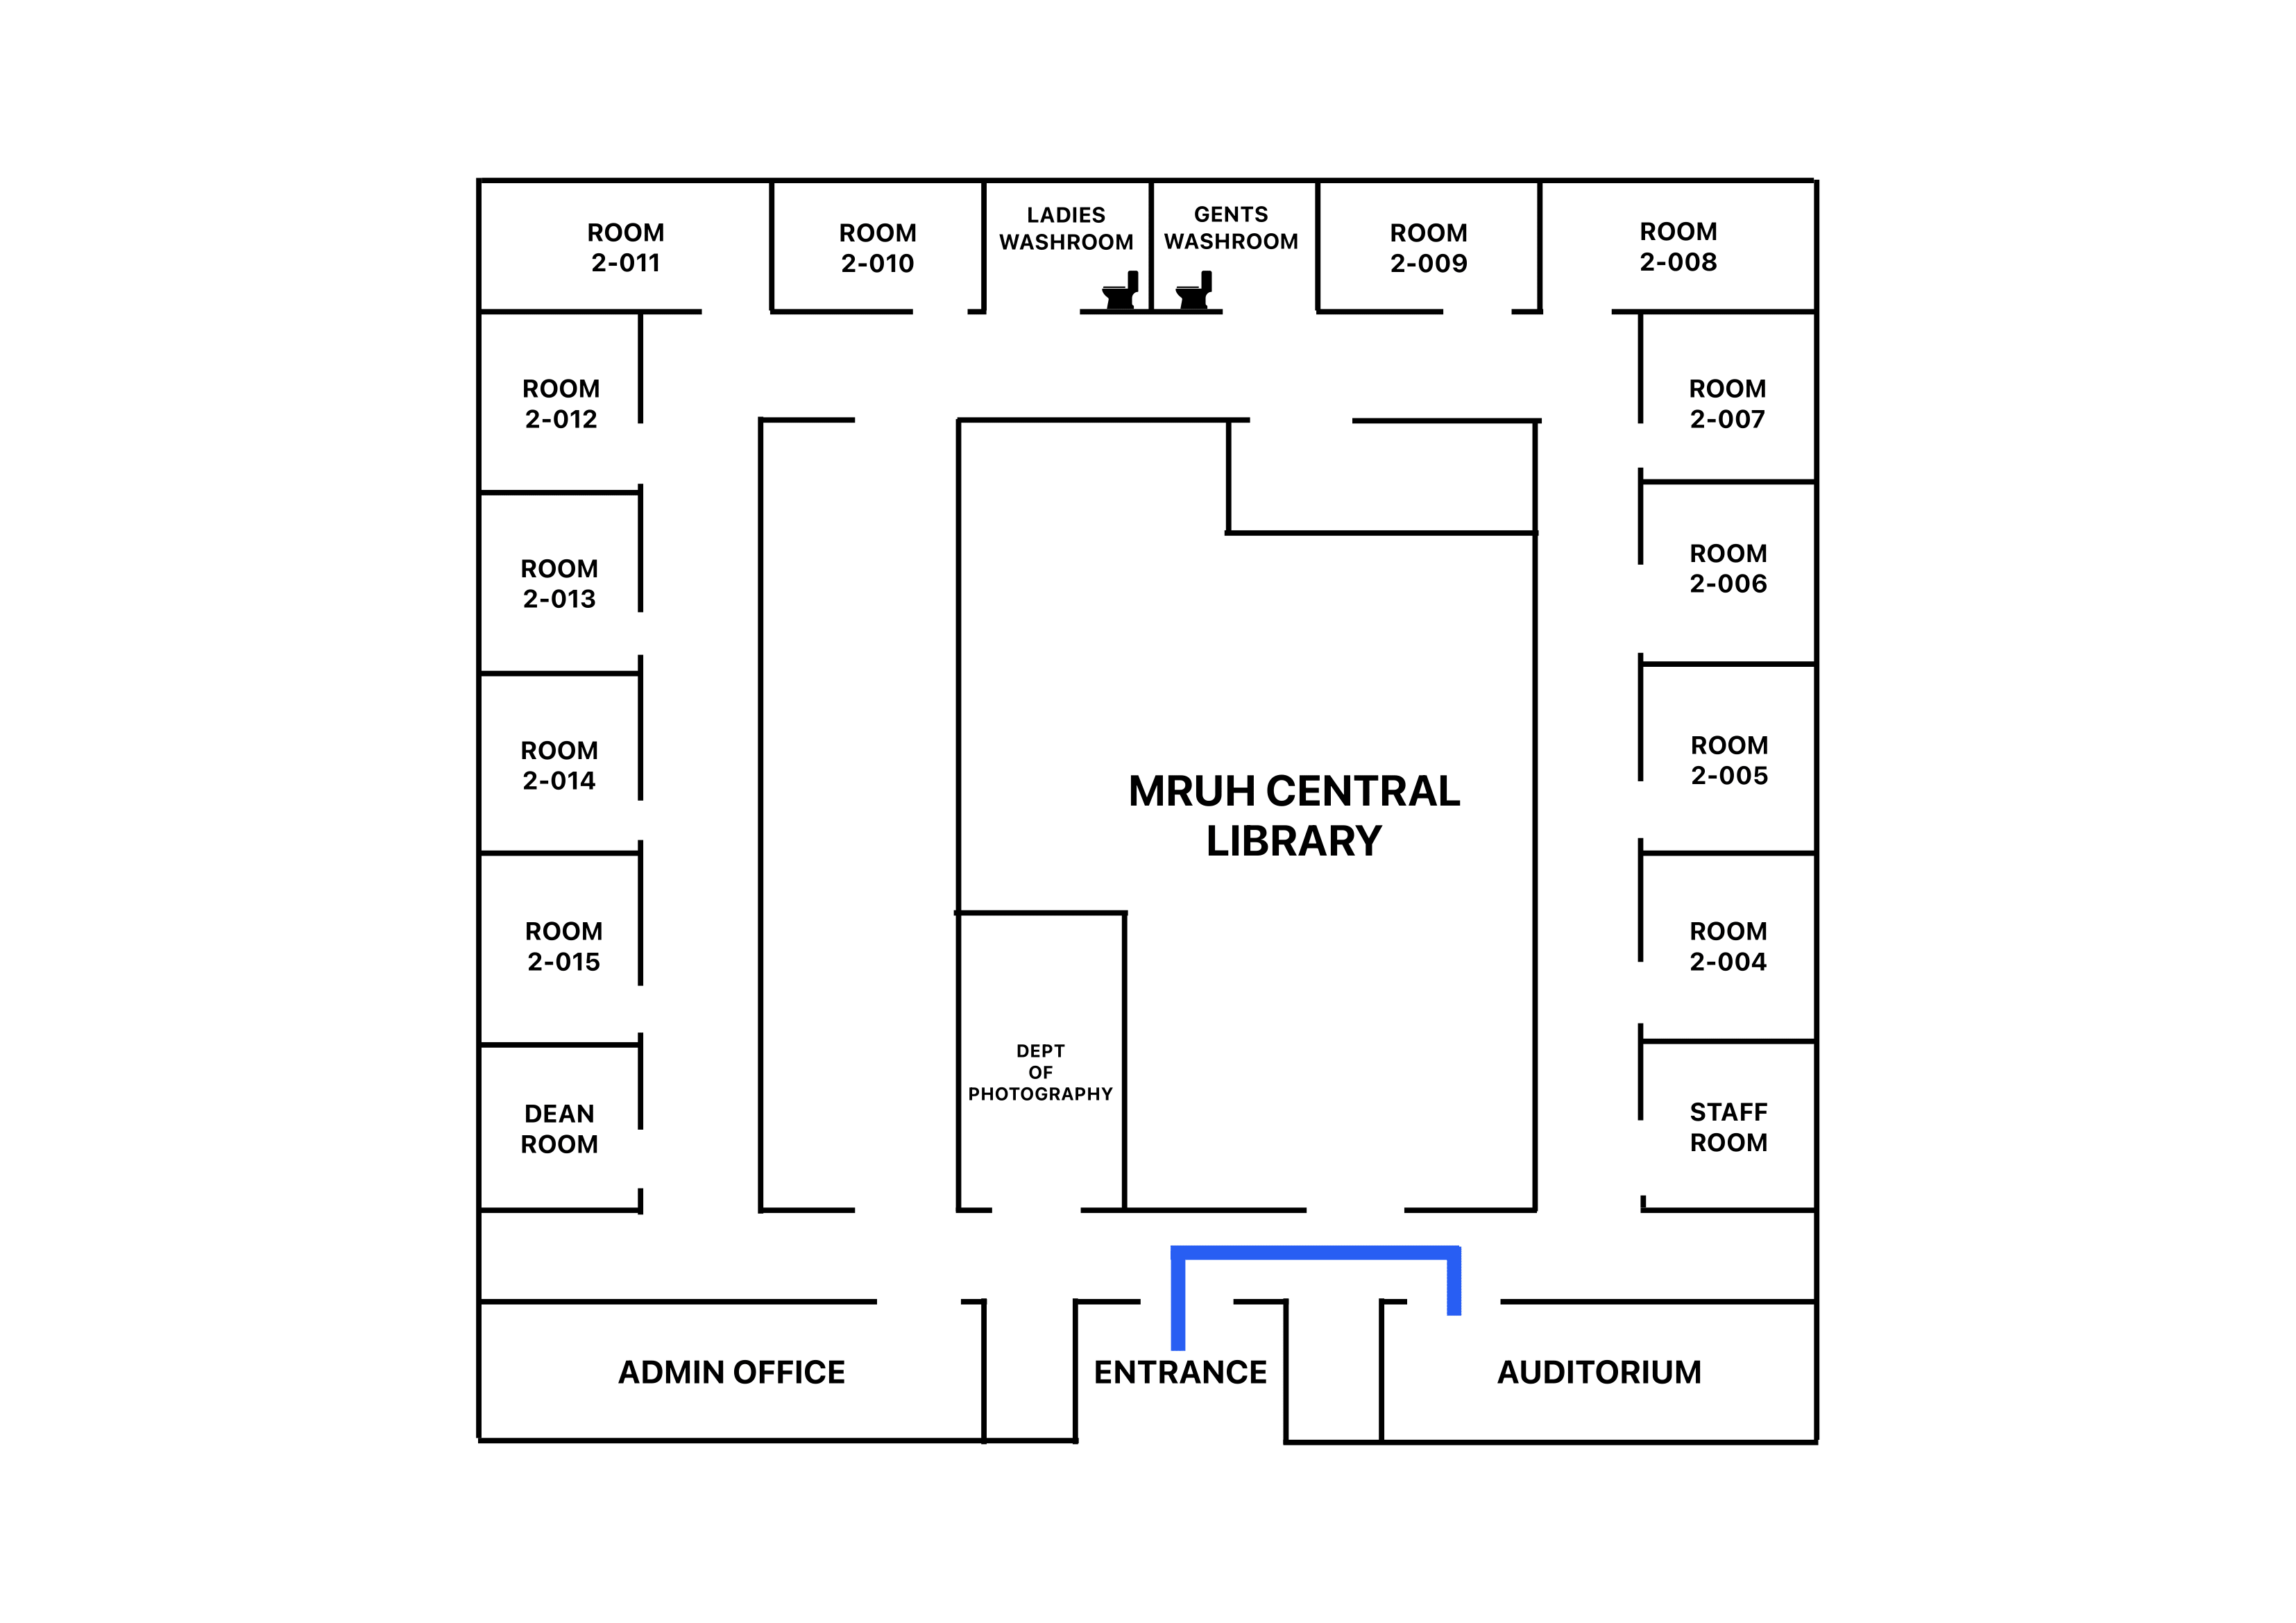 ROOM
2-011
ROOM
2-010
LADIES
WASHROOM
GENTS
WASHROOM
ROOM
2-009
ROOM
2-008
ROOM
2-012
ROOM
2-007
ROOM
2-013
ROOM
2-006
ROOM
2-014
MRUH CENTRAL
LIBRARY
ROOM
2-005
ROOM
2-015
ROOM
2-004
DEAN
ROOM
DEPT
OF
PHOTOGRAPHY
STAFF
ROOM
ADMIN OFFICE
ENTRANCE
AUDITORIUM